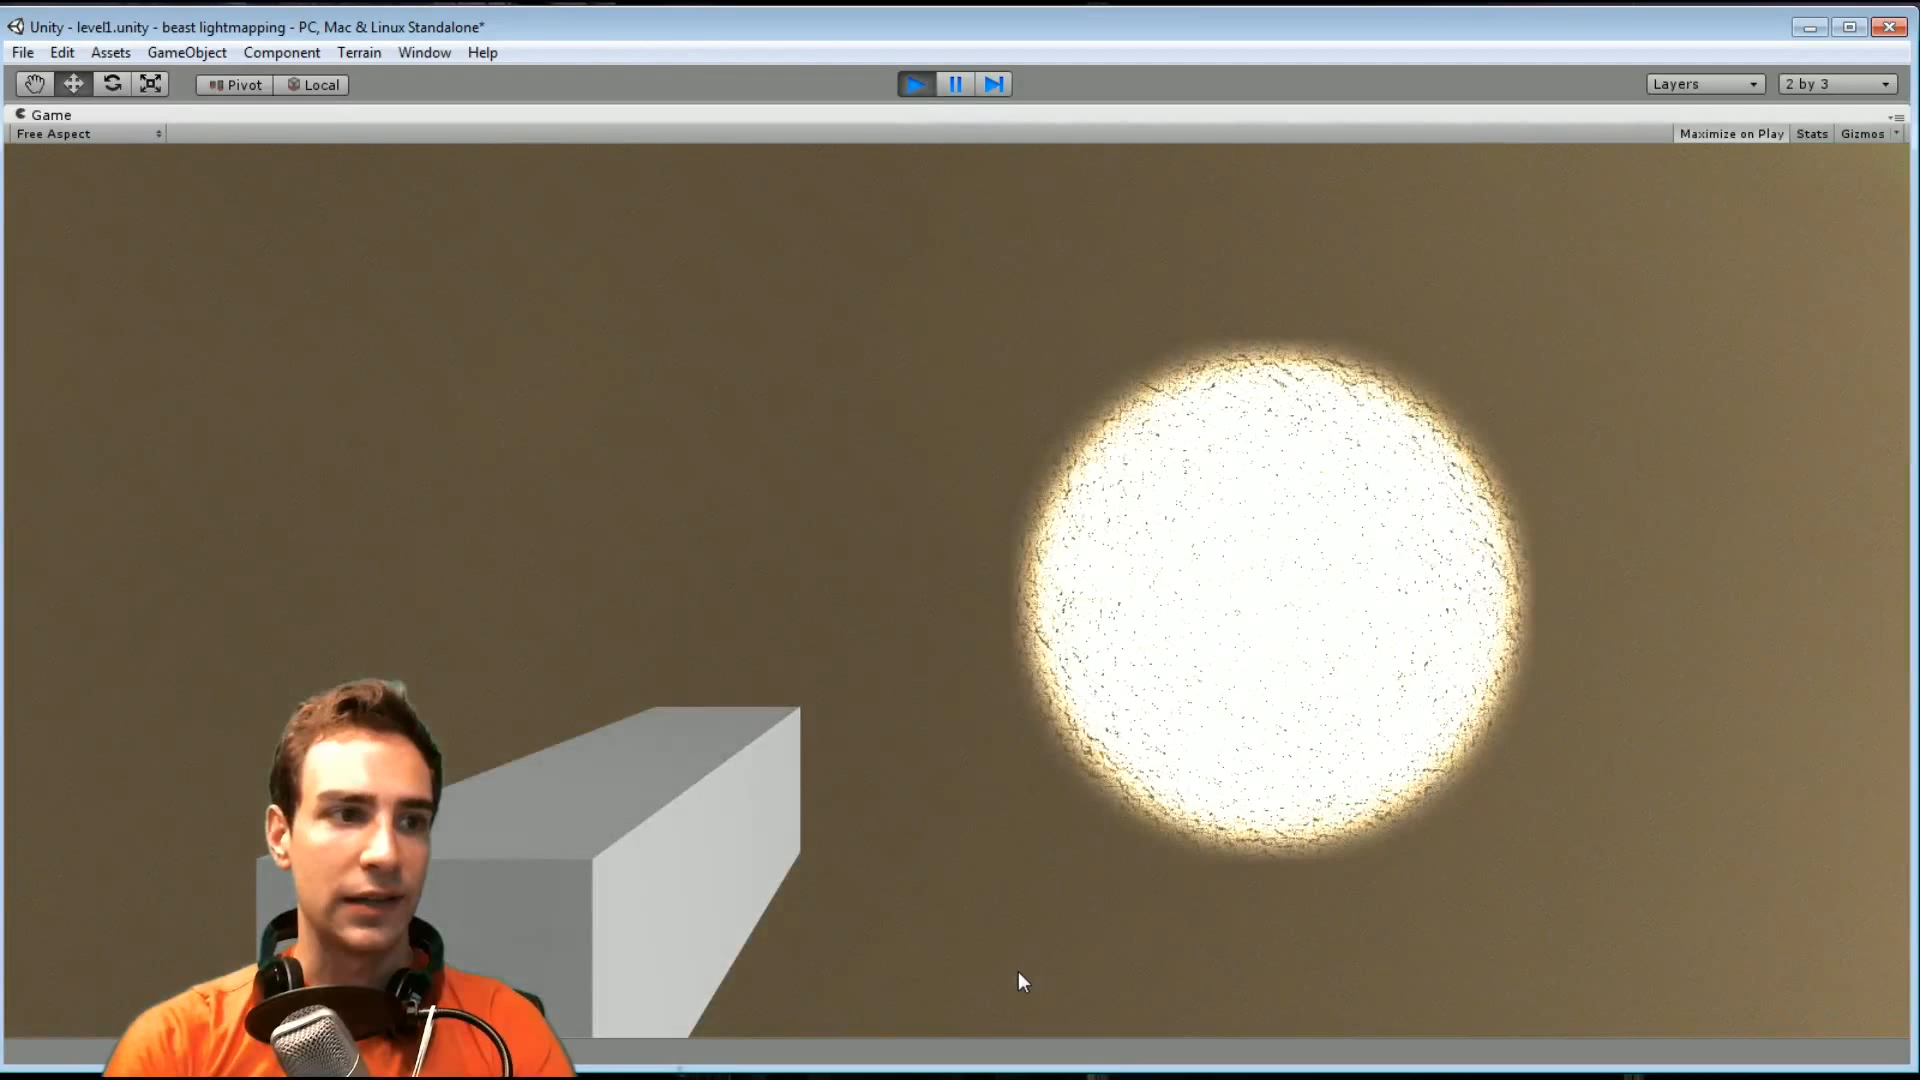 Unity - level1.unity - beast lightmapping - PC, Mac & Linux Standalone*
File Edit Assets GameObject Component Terrain Window Help
Pivot Local Layers 2 by 3
Game
Free Aspect Maximize on Play Stats Gizmos